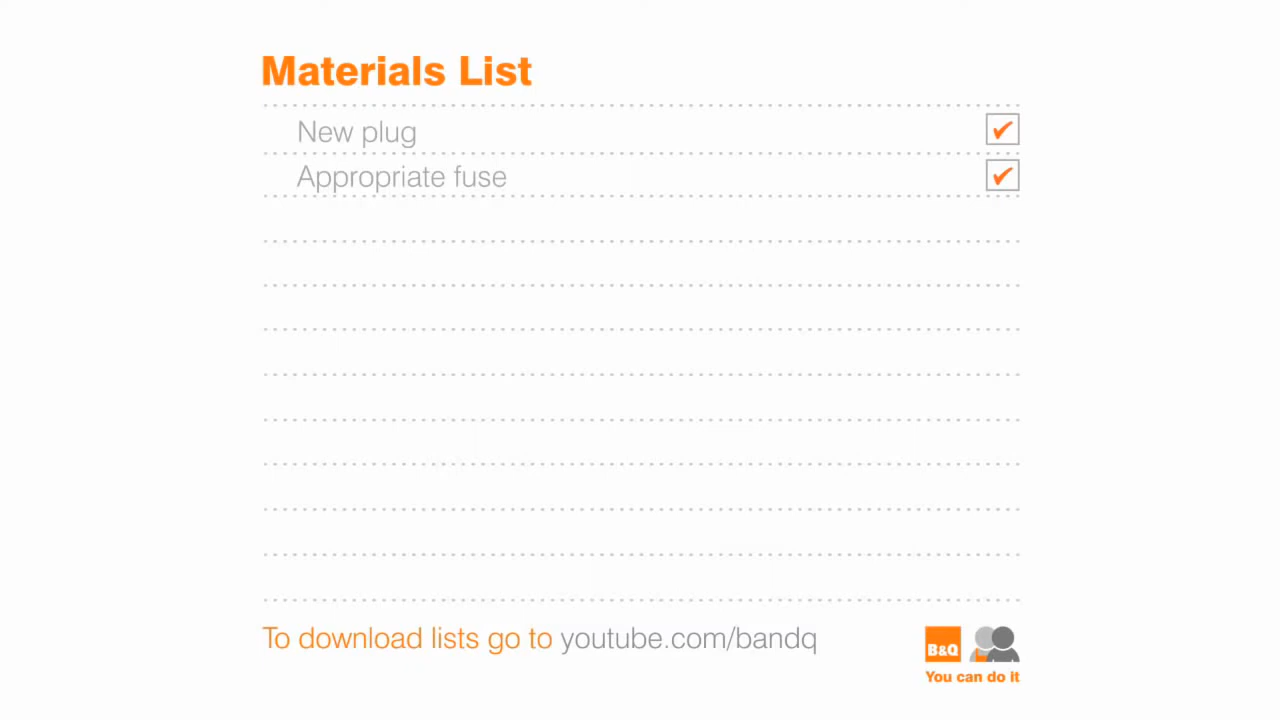 Materials List
New plug
Appropriate fuse
To download lists go to youtube.com/bandq
B&Q
You can do it